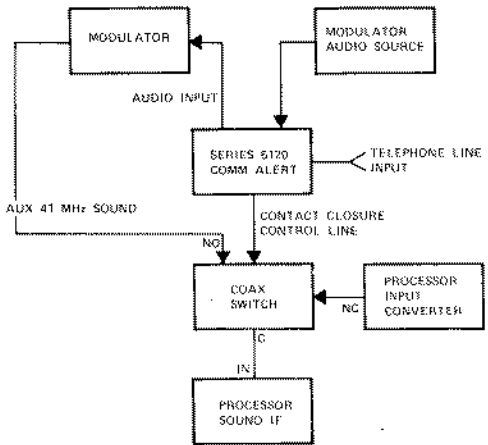 MODULATOR
MODULATOR
AUDIO SOURCE
AUDIO INPUT
SERIES 5120
COMM ALERT
TELEPHONE LINE
INPUT
AUX 41 MHz SOUND
CONTACT CLOSURE
CONTROL LINE
NO
COAX
SWITCH
NC
PROCESSOR
INPUT
CONVERTER
C
IN
PROCESSOR
SOUND IF